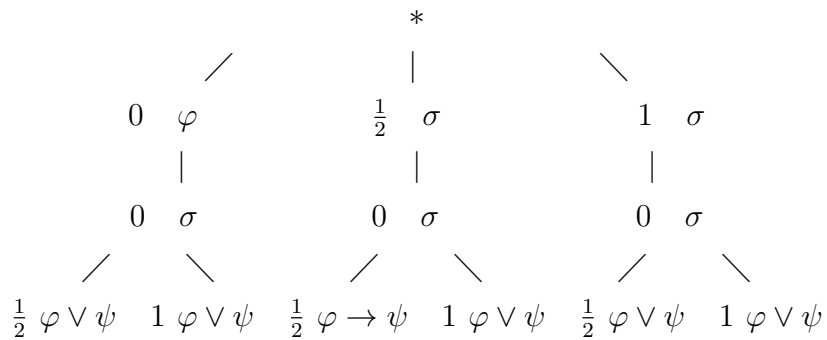 *
0 φ ½ σ 1 σ
0 σ 0 σ 0 σ
½ φ ∨ ψ 1 φ ∨ ψ ½ φ → ψ 1 φ ∨ ψ ½ φ ∨ ψ 1 φ ∨ ψ